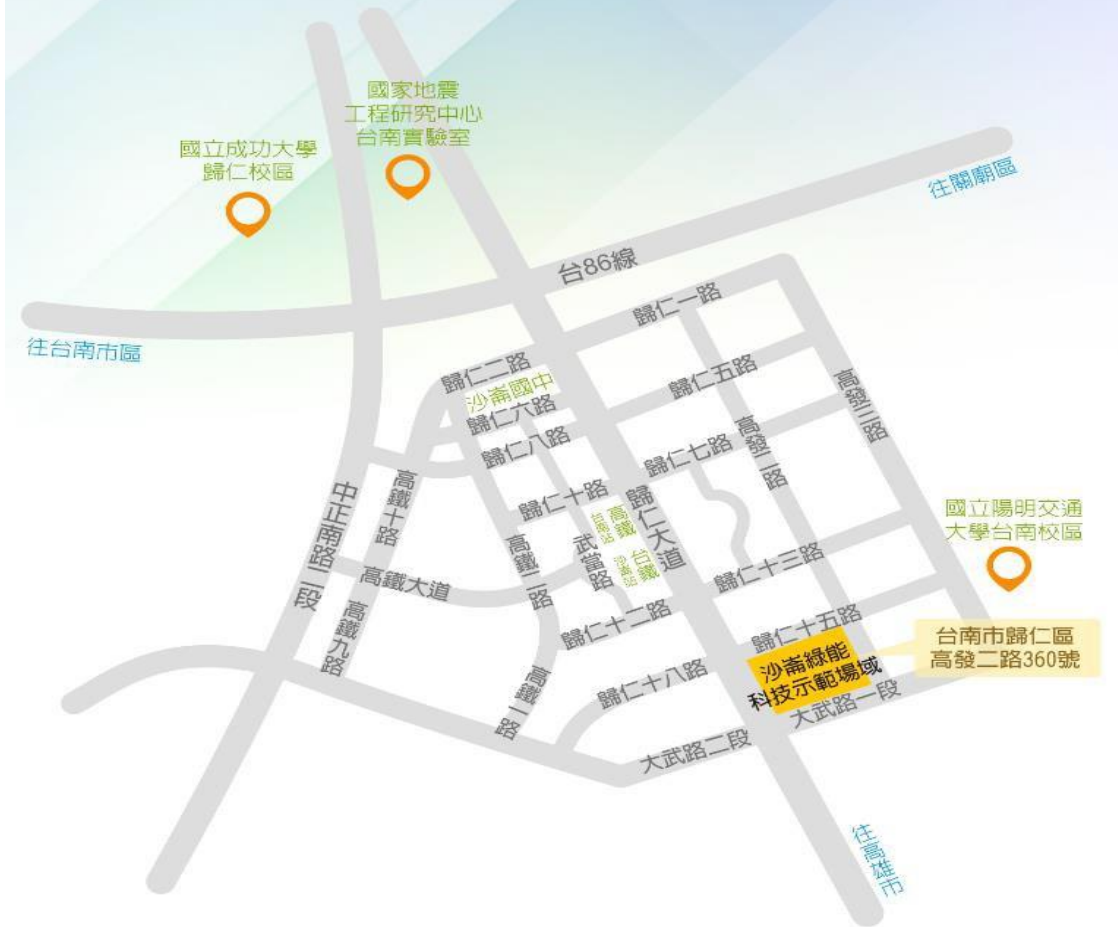 國家地震
工程研究中心
台南實驗室
國立成功大學
歸仁校區
往關廟區
台86線
往台南市區
歸仁一路
歸仁二路
沙崙國中
歸仁六路
歸仁五路
歸仁八路
高發三路
高發二路
歸仁七路
歸仁十路
高鐵十路
中正南路二段
高鐵
台南站
台鐵
沙崙站
歸仁大道
武當路
高鐵二路
高鐵大道
歸仁十三路
國立陽明交通
大學台南校區
高鐵九路
歸仁十二路
歸仁十五路
台南市歸仁區
高發二路360號
沙崙綠能
科技示範場域
歸仁十八路
高鐵一路
大武路一段
大武路二段
往高雄市